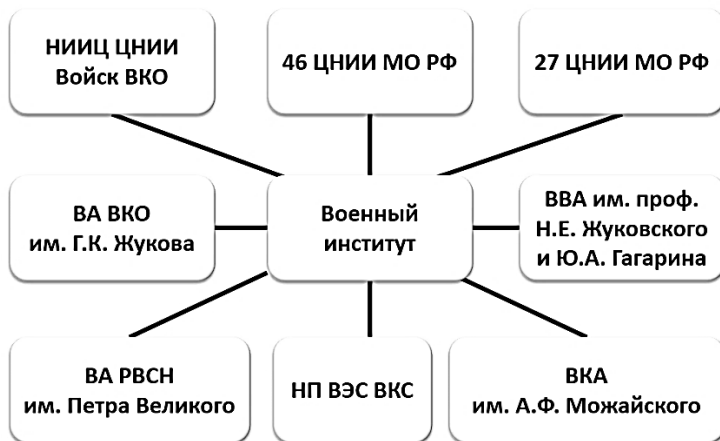 НИИЦ ЦНИИ
Войск ВКО
46 ЦНИИ МО РФ
27 ЦНИИ МО РФ
ВА ВКО
им. Г.К. Жукова
Военный
институт
ВВА им. проф.
Н.Е. Жуковского
и Ю.А. Гагарина
ВА РВСН
им. Петра Великого
НП ВЭС ВКС
ВКА
им. А.Ф. Можайского